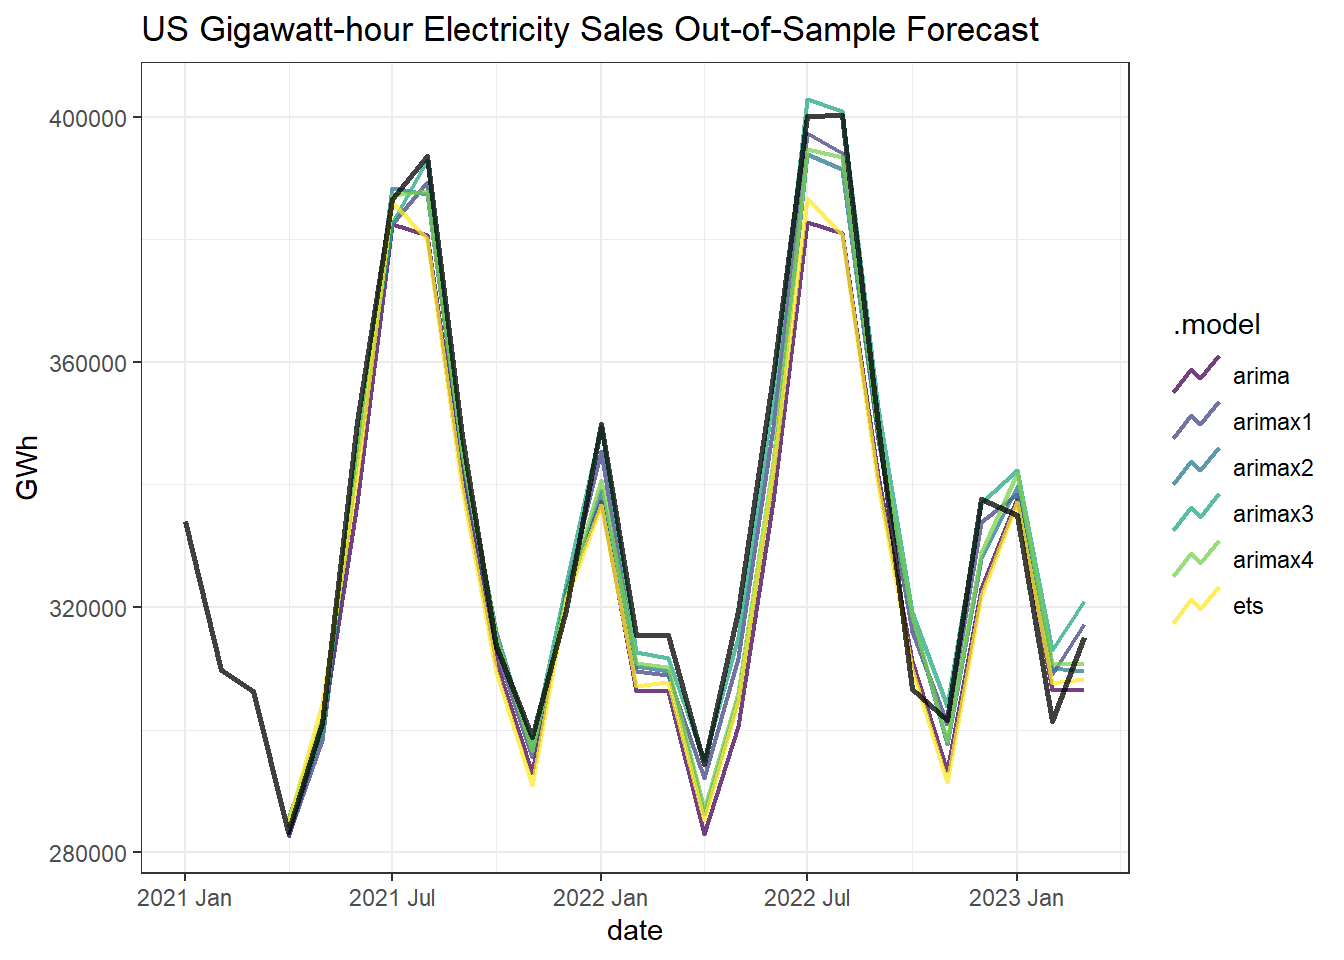 US Gigawatt-hour Electricity Sales Out-of-Sample Forecast
400000
360000
320000
280000
GWh
2021 Jan
2021 Jul
2022 Jan
2022 Jul
2023 Jan
date
.model
arima
arimax1
arimax2
arimax3
arimax4
ets